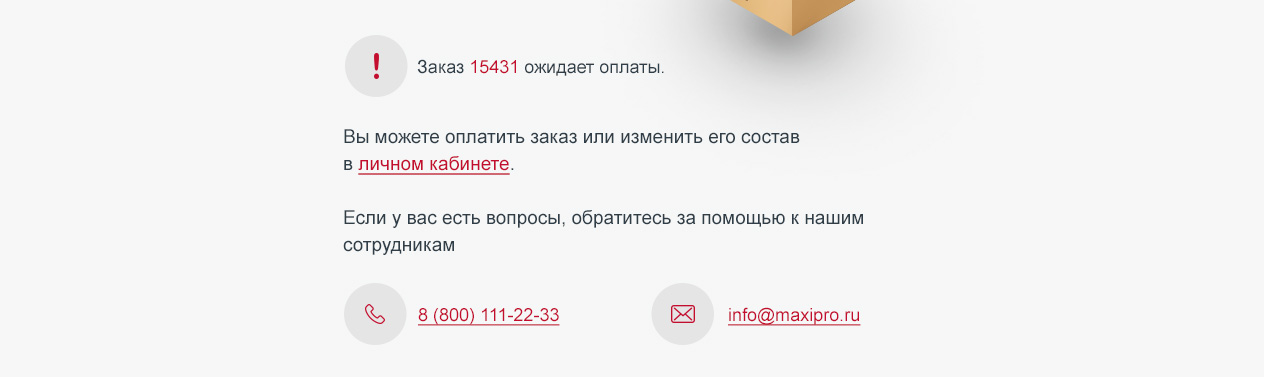 Заказ 15431 ожидает оплаты.
Вы можете оплатить заказ или изменить его состав
в личном кабинете.
Если у вас есть вопросы, обратитесь за помощью к нашим
сотрудникам
8 (800) 111-22-33
info@maxipro.ru